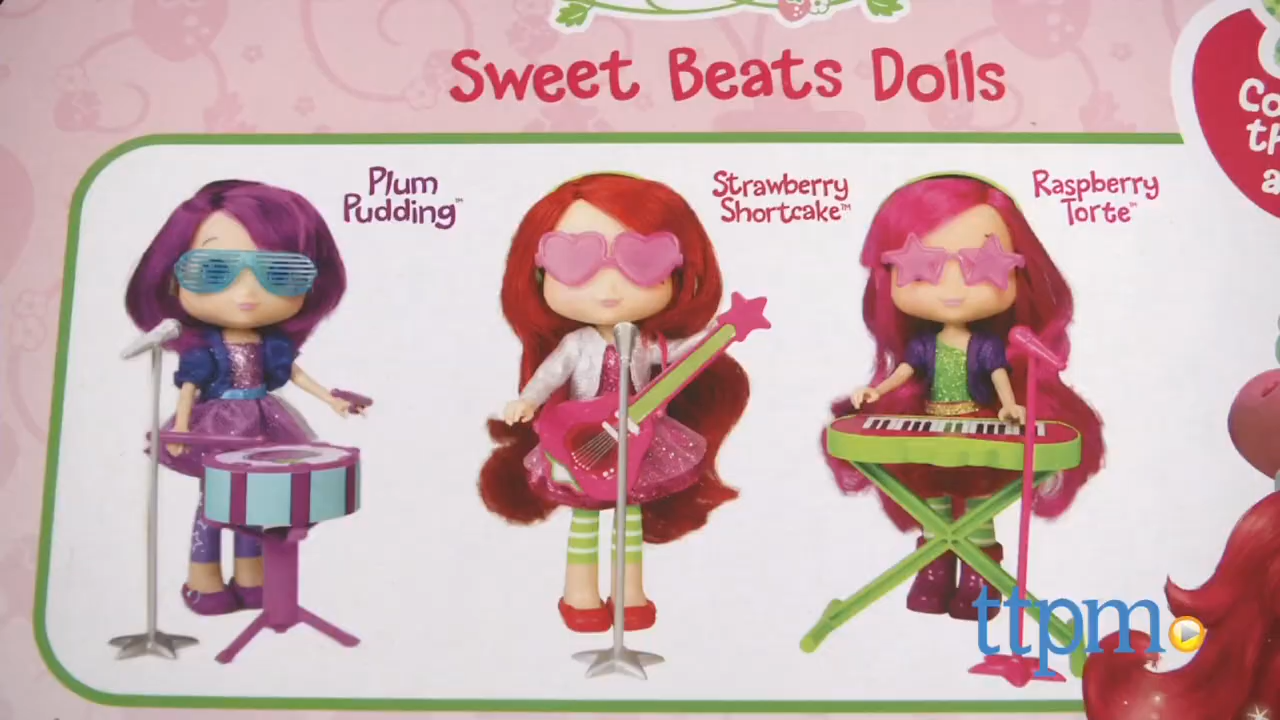 Sweet Beats Dolls
Plum
Pudding™
Strawberry
Shortcake™
Raspberry
Torte™
ttpm